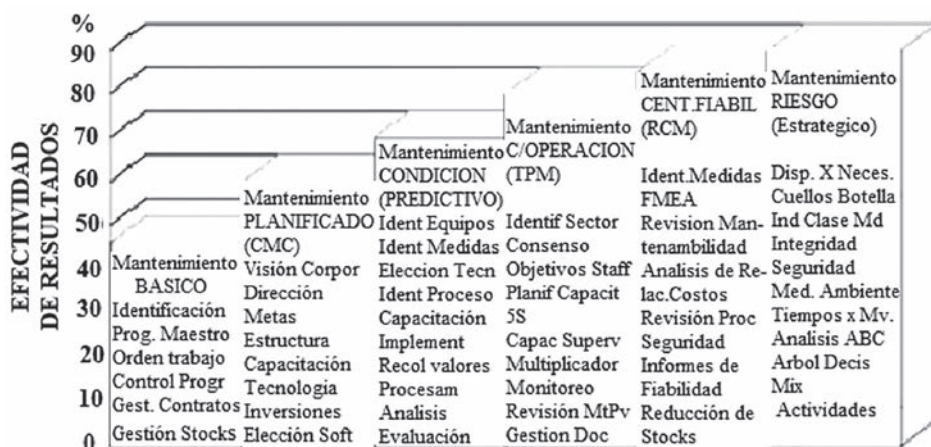 %
90
80
70
60
50
40
30
20
10
0
EFECTIVIDAD
DE RESULTADOS
Mantenimiento
BASICO
Identificación
Prog. Maestro
Orden trabajo
Control Progr
Gest. Contratos
Gestión Stocks
Mantenimiento
PLANIFICADO
(CMC)
Visión Corpor
Dirección
Metas
Estructura
Capacitación
Tecnologia
Inversiones
Elección Soft
Mantenimiento
CONDICION
(PREDICTIVO)
Ident Equipos
Ident Medidas
Eleccion Tecn
Ident Proceso
Capacitación
Implement
Recol valores
Procesam
Analisis
Evaluación
Mantenimiento
C/OPERACION
(TPM)
Identif Sector
Consenso
Objetivos Staff
Planif Capacit
5S
Capac Superv
Multiplicador
Monitoreo
Revisión MtPv
Gestion Doc
Mantenimiento
CENT.FIABIL
(RCM)
Ident.Medidas
FMEA
Revision Man-
tenambilidad
Analisis de Re-
lac.Costos
Revisión Proc
Seguridad
Informes de
Fiabilidad
Reducción de
Stocks
Mantenimiento
RIESGO
(Estrategico)
Disp. X Neces.
Cuellos Botella
Ind Clase Md
Integridad
Seguridad
Med. Ambiente
Tiempos x Mv.
Analisis ABC
Arbol Decis
Mix
Actividades